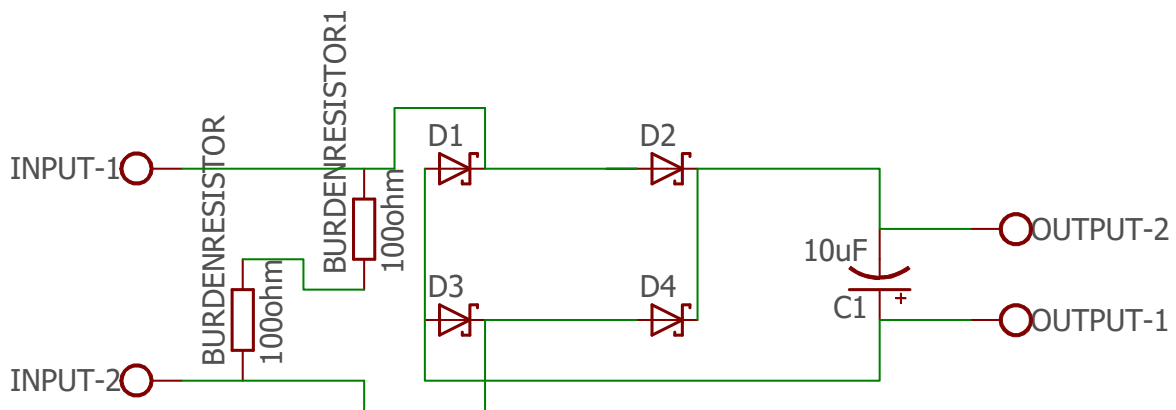 INPUT-1
INPUT-2
BURDENRESISTOR
100ohm
BURDENRESISTOR1
100ohm
D1
D2
D3
D4
10uF
C1
+
OUTPUT-2
OUTPUT-1